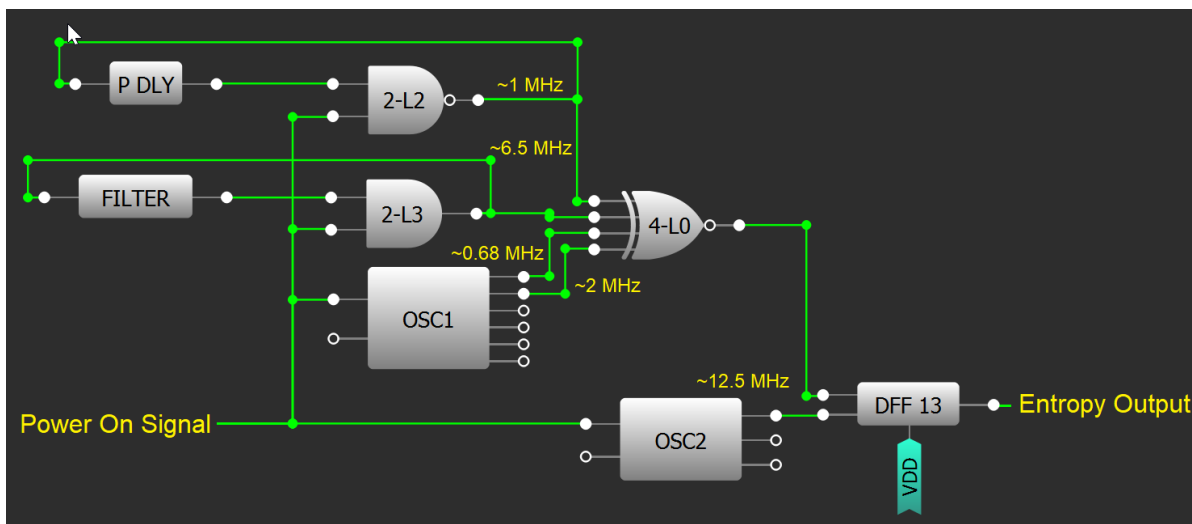 P DLY
2-L2
~1 MHz
~6.5 MHz
FILTER
2-L3
4-L0
~0.68 MHz
~2 MHz
OSC1
~12.5 MHz
DFF 13
Entropy Output
Power On Signal
OSC2
VDD